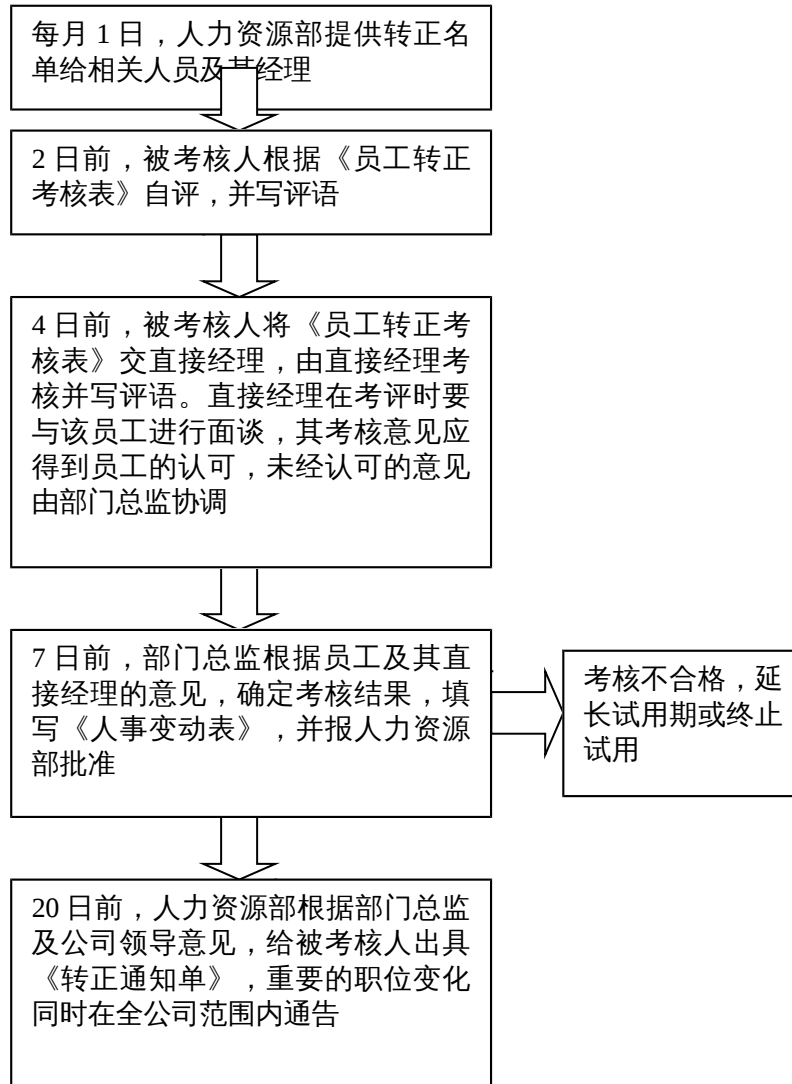 每月 1 日，人力资源部提供转正名
单给相关人员及其经理
2 日前，被考核人根据《员工转正
考核表》自评，并写评语
4 日前，被考核人将《员工转正考
核表》交直接经理，由直接经理考
核并写评语。直接经理在考评时要
与该员工进行面谈，其考核意见应
得到员工的认可，未经认可的意见
由部门总监协调
7 日前，部门总监根据员工及其直
接经理的意见，确定考核结果，填
写《人事变动表》，并报人力资源
部批准
考核不合格，延
长试用期或终止
试用
20 日前，人力资源部根据部门总监
及公司领导意见，给被考核人出具
《转正通知单》，重要的职位变化
同时在全公司范围内通告